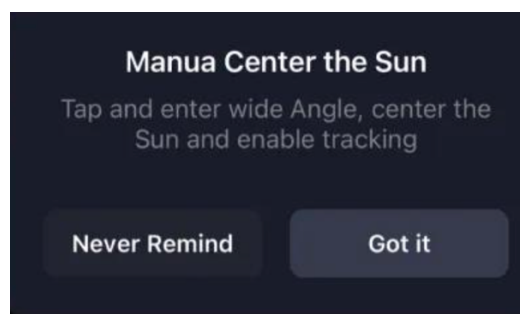 Manua Center the Sun
Tap and enter wide Angle, center the
Sun and enable tracking
Never Remind
Got it